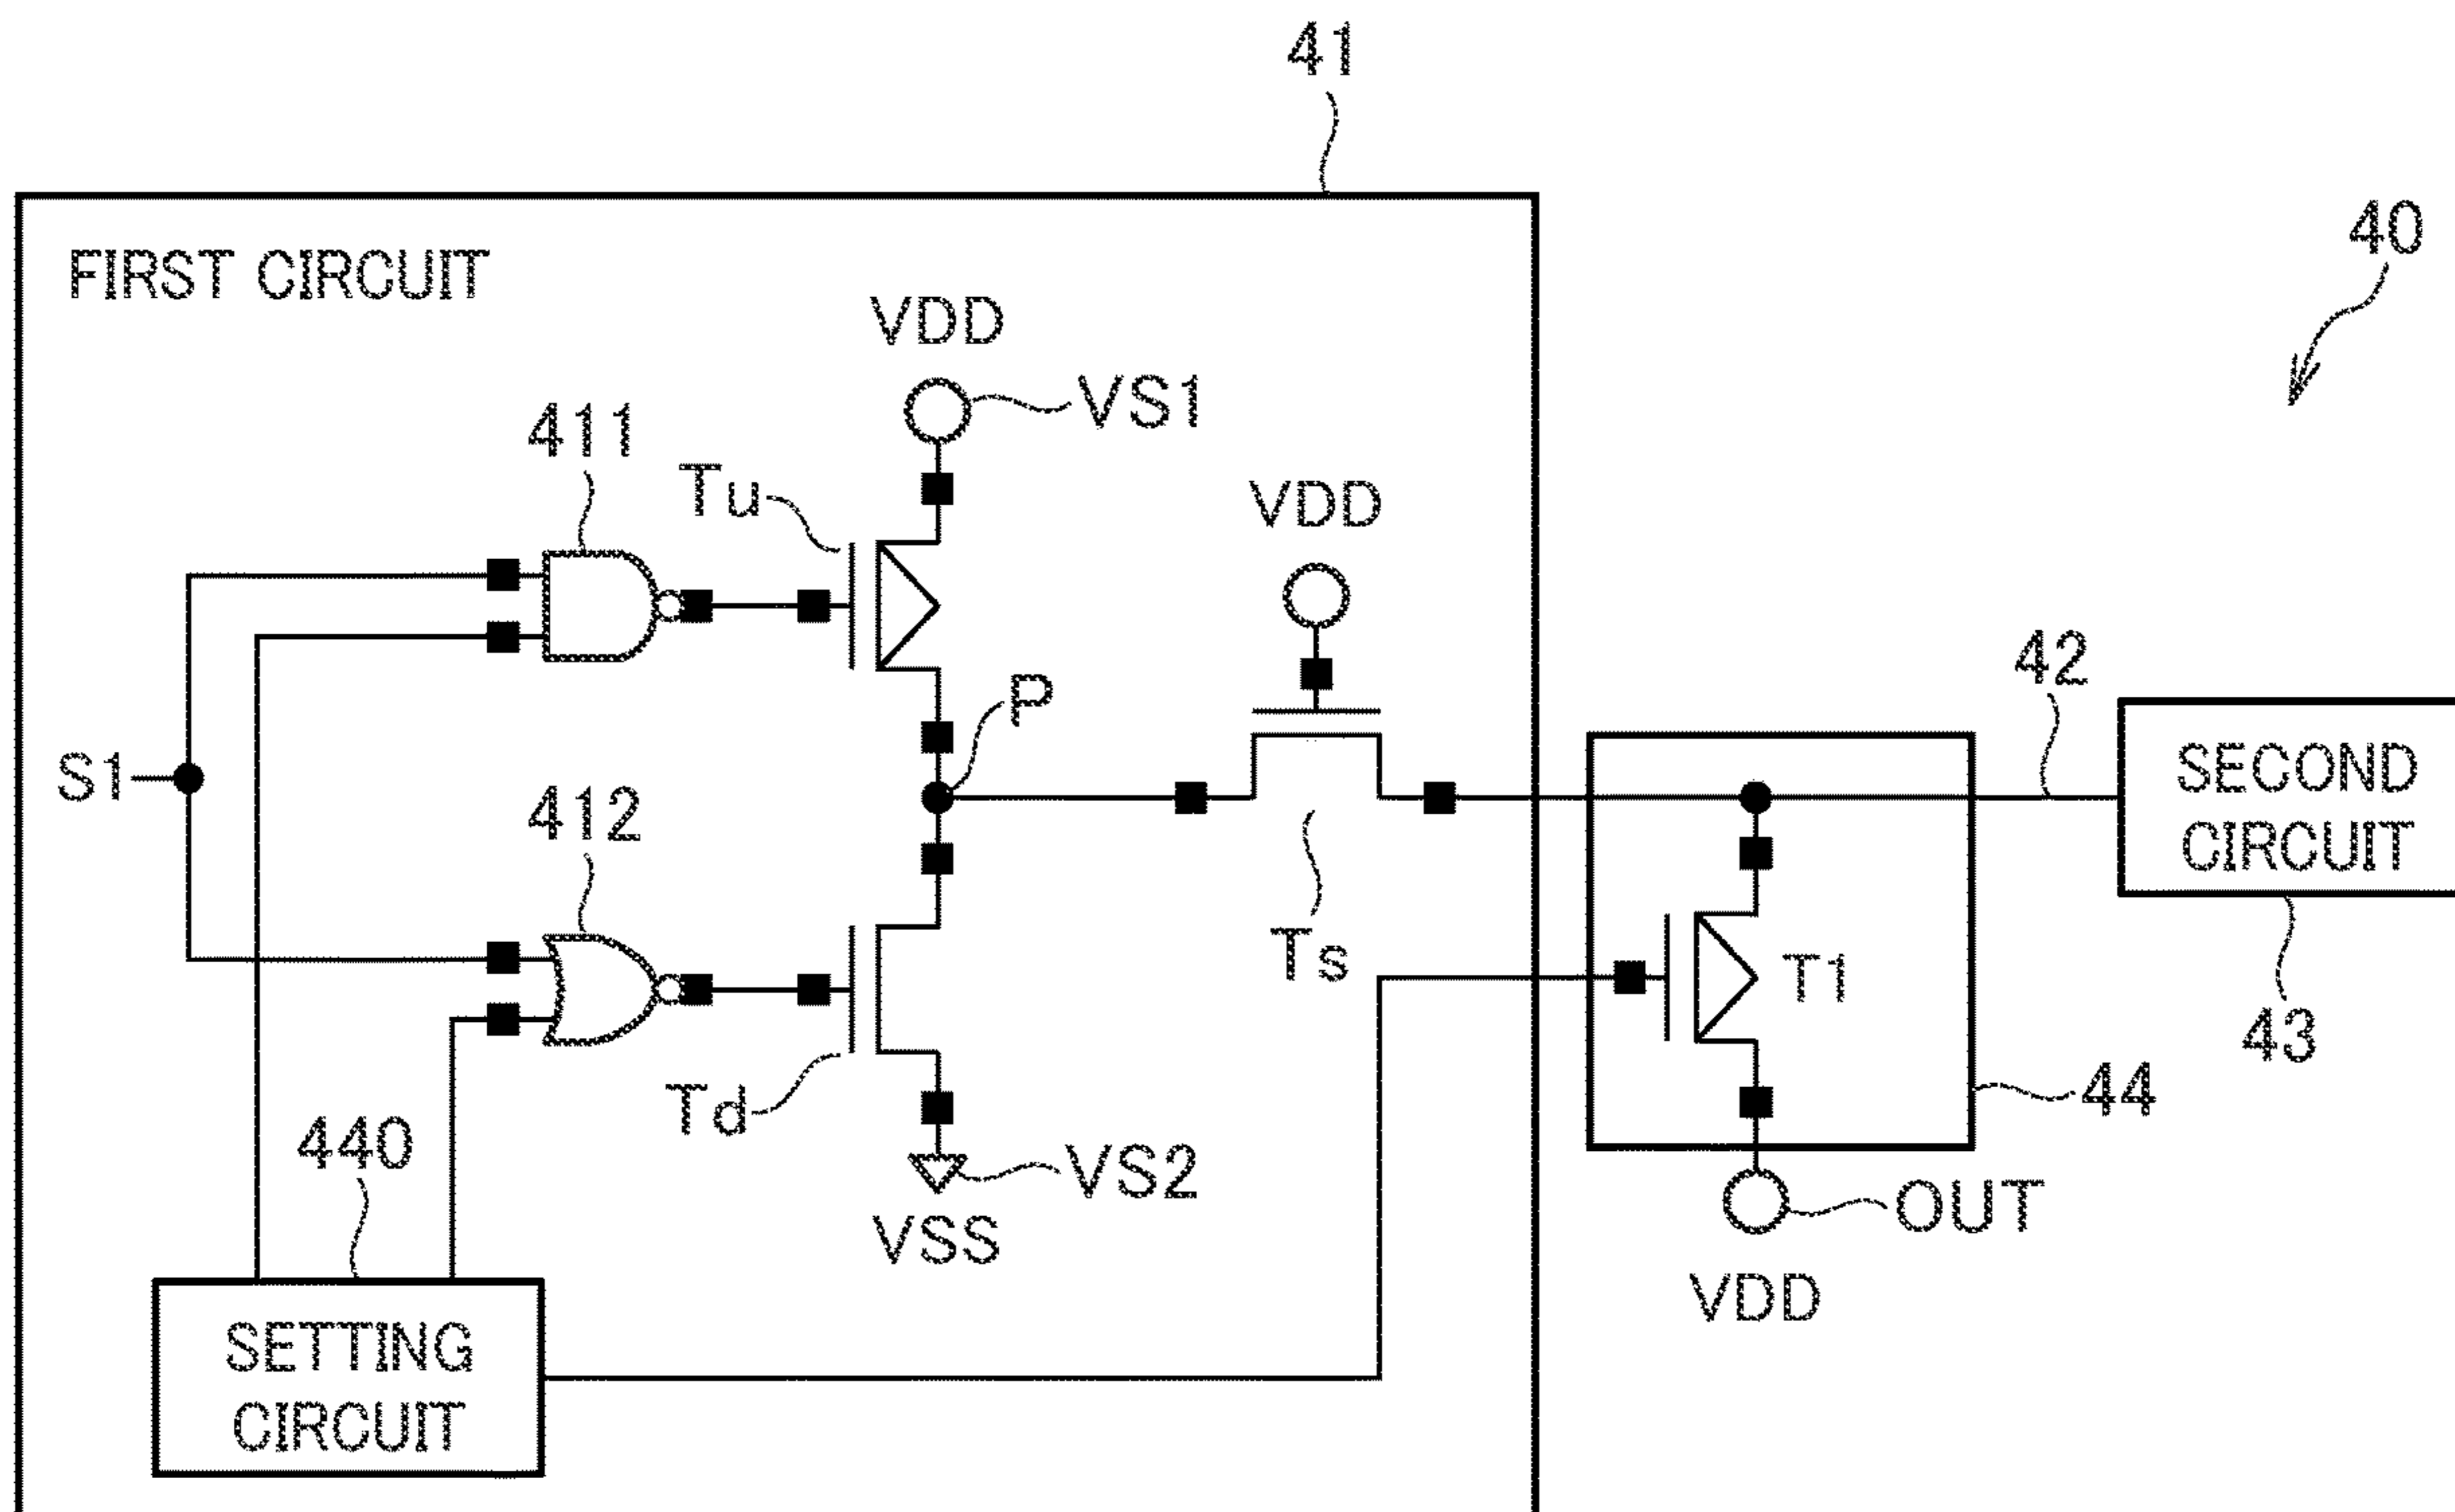 41
40
FIRST CIRCUIT
VDD
VS1
411
Tu
VDD
42
P
S1
SECOND
CIRCUIT
412
Ts
T1
43
Td
44
440
VS2
OUT
VSS
VDD
SETTING
CIRCUIT